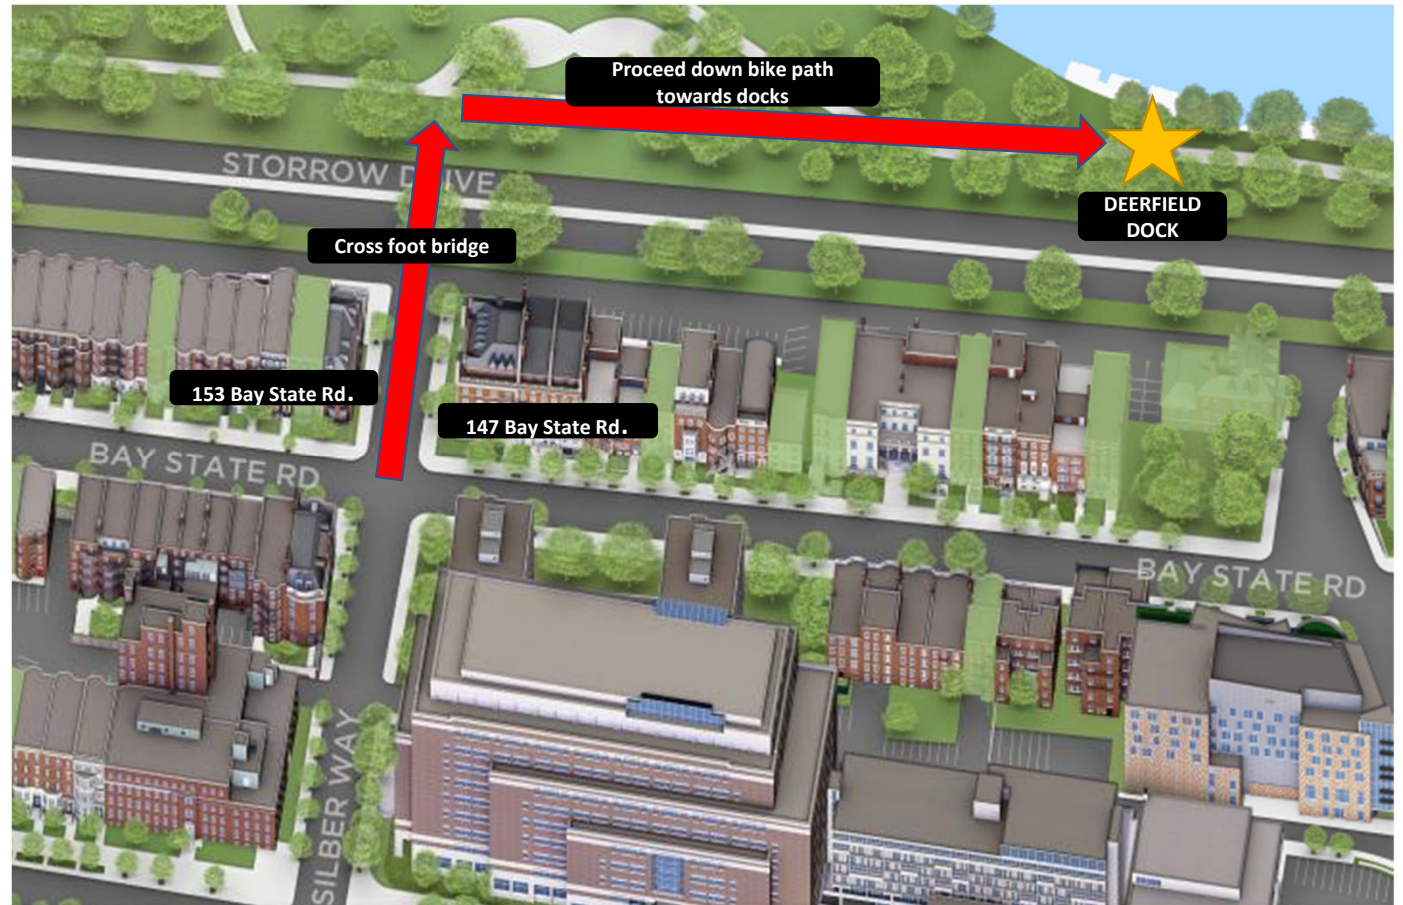 Proceed down bike path
towards docks
STORROW DRIVE
DEERFIELD
DOCK
Cross foot bridge
153 Bay State Rd.
147 Bay State Rd.
BAY STATE RD
BAY STATE RD
SILBER WAY